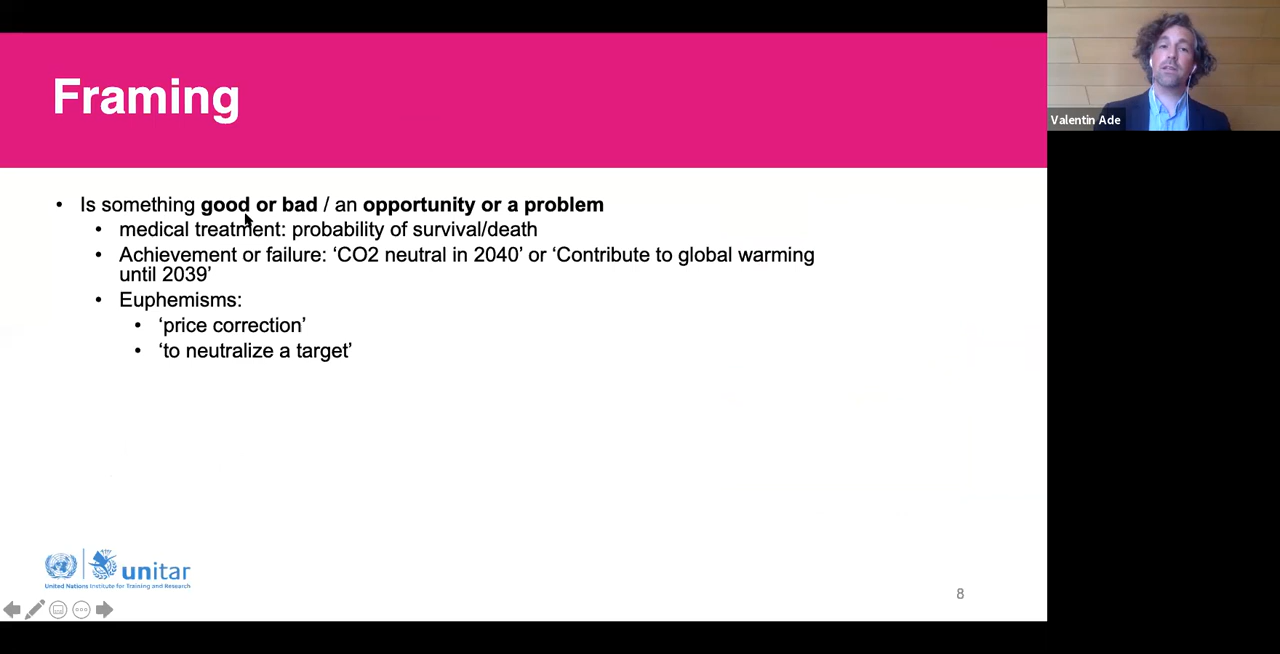 Framing
Valentin Ade
• Is something good or bad / an opportunity or a problem
• medical treatment: probability of survival/death
• Achievement or failure: ‘CO2 neutral in 2040’ or ‘Contribute to global warming
until 2039’
• Euphemisms:
• ‘price correction’
• ‘to neutralize a target’
unitar
United Nations Institute for Training and Research
8